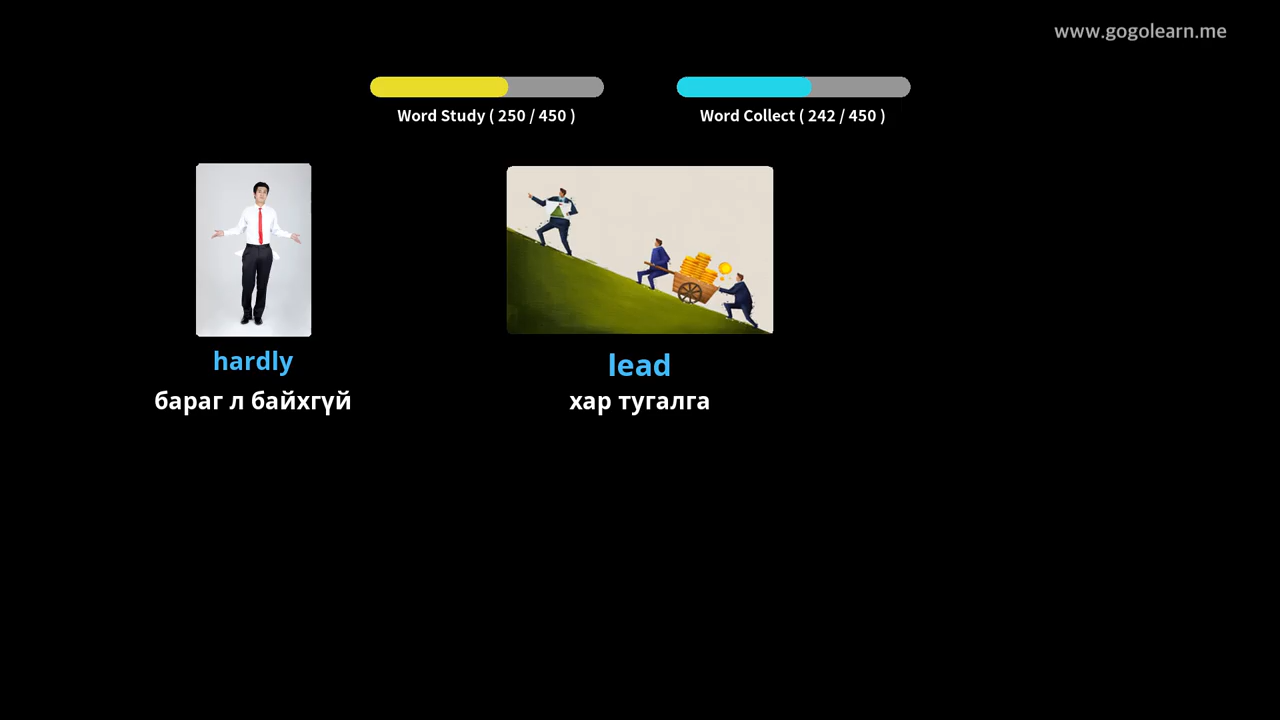 www.gogolearn.me
Word Study ( 250 / 450 )
Word Collect ( 242 / 450 )
hardly
бараг л байхгүй
lead
хар тугалга